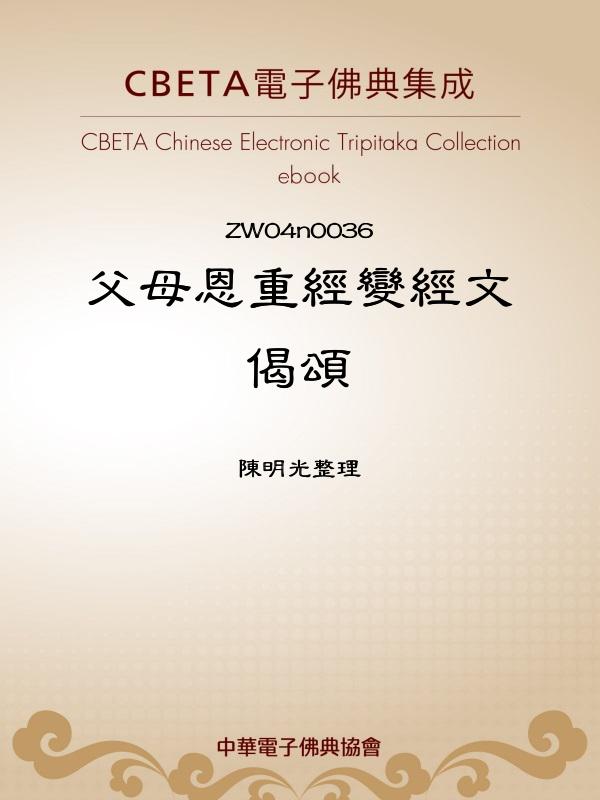 CBETA電子佛典集成
CBETA Chinese Electronic Tripitaka Collection
ebook
ZW04n0036
父母恩重經變經文
偈頌
陳明光整理
中華電子佛典協會